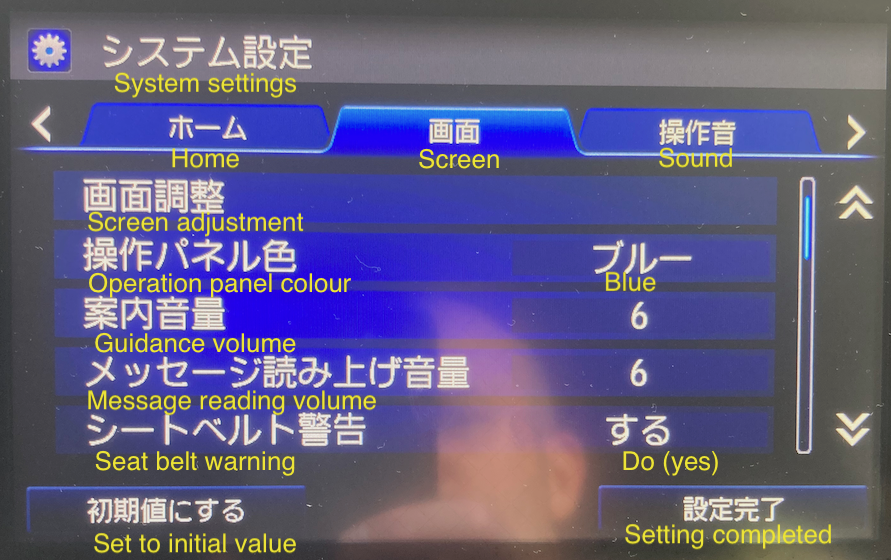 システム設定
System settings
ホーム 画面 操作音
Home Screen Sound
画面調整
Screen adjustment
操作パネル色 ブルー
Operation panel colour Blue
案内音量 6
Guidance volume
メッセージ読み上げ音量 6
Message reading volume
シートベルト警告 する
Seat belt warning Do (yes)
初期値にする 設定完了
Set to initial value Setting completed